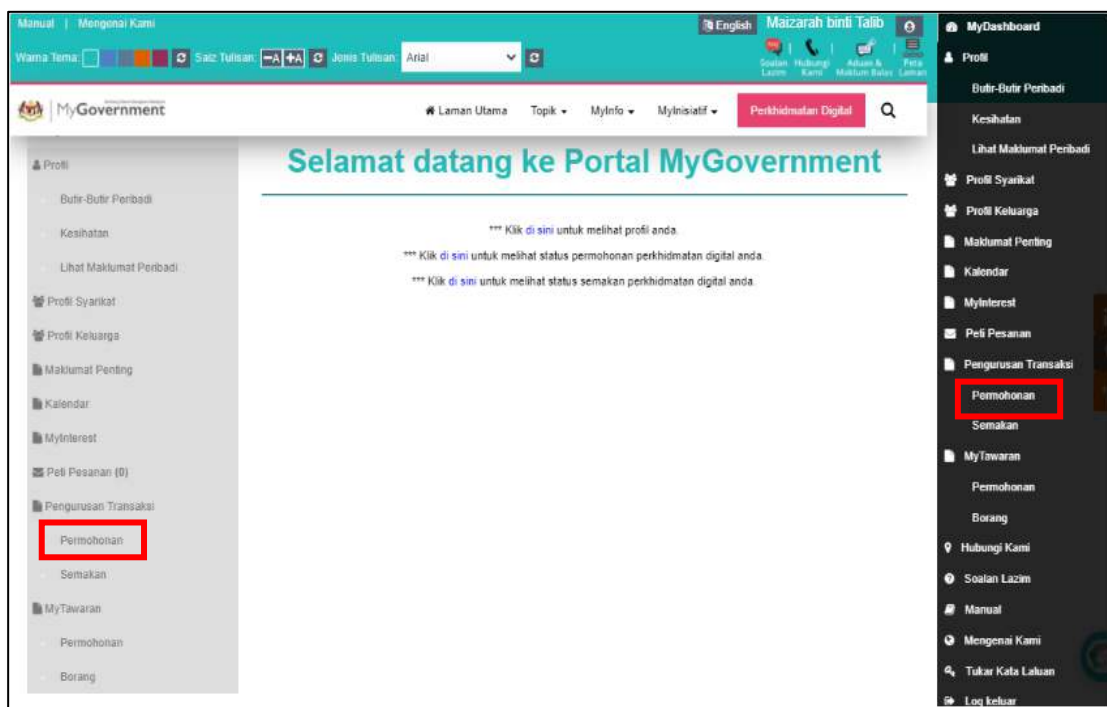 Manual | Mengenai Kami
English
Maizarah binti Talib
Warna Tema:
Saiz Tulisan:
-A +A
Jenis Tulisan:
Arial
Soalan Lazim
Hubungi Kami
Aduan & Maklum Balas
Peta Laman
MyGovernment
Laman Utama
Topik
MyInfo
MyInisiatif
Perkhidmatan Digital
Profil
Butir-Butir Peribadi
Kesihatan
Lihat Maklumat Peribadi
Profil Syarikat
Profil Keluarga
Maklumat Penting
Kalendar
MyInterest
Peti Pesanan (0)
Pengurusan Transaksi
Permohonan
Semakan
MyTawaran
Permohonan
Borang
Selamat datang ke Portal MyGovernment
*** Klik di sini untuk melihat profil anda.
*** Klik di sini untuk melihat status permohonan perkhidmatan digital anda.
*** Klik di sini untuk melihat status semakan perkhidmatan digital anda.
MyDashboard
Profil
Butir-Butir Peribadi
Kesihatan
Lihat Maklumat Peribadi
Profil Syarikat
Profil Keluarga
Maklumat Penting
Kalendar
MyInterest
Peti Pesanan
Pengurusan Transaksi
Permohonan
Semakan
MyTawaran
Permohonan
Borang
Hubungi Kami
Soalan Lazim
Manual
Mengenai Kami
Tukar Kata Laluan
Log keluar